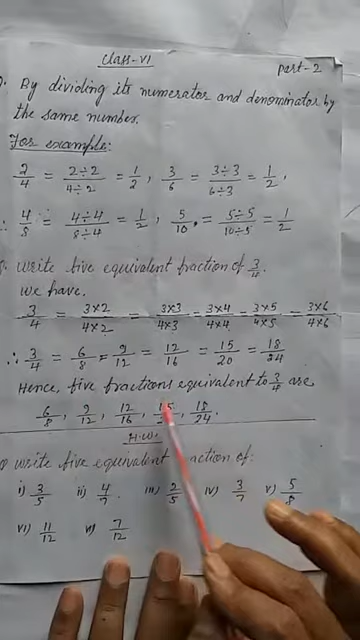 Class-VI
Part-2
By dividing its numerator and denominator by
the same number.
For example:
2/4 = 2÷2/4÷2 = 1/2, 3/6 = 3÷3/6÷3 = 1/2,
∴ 4/8 = 4÷4/8÷4 = 1/2, 5/10 = 5÷5/10÷5 = 1/2
write five equivalent fraction of 3/4.
we have.
3/4 = 3×2/4×2 = 3×3/4×3 = 3×4/4×4 = 3×5/4×5 = 3×6/4×6
∴ 3/4 = 6/8 = 9/12 = 12/16 = 15/20 = 18/24
Hence, five fractions equivalent to 3/4 are
6/8, 9/12, 12/16, 18/24.
H.W.
write five equivalent fraction of:
i) 3/5 ii) 4/7 iii) 2/5 iv) 3/7 v) 5/8
vi) 11/12 v) 7/12